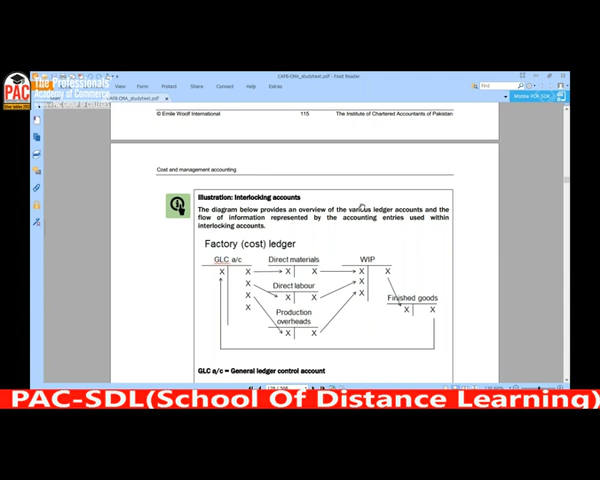 PAC
The Professionals'
Academy of Commerce
CAFB-CMA_studytext.pdf - Foxit Reader
View Form Protect Share Connect Help Extras
Find
CAFB-CMA_studytext.pdf
© Emile Woolf International 115 The Institute of Chartered Accountants of Pakistan
Cost and management accounting
Illustration: Interlocking accounts
The diagram below provides an overview of the various ledger accounts and the
flow of information represented by the accounting entries used within
interlocking accounts.
Factory (cost) ledger
GLC a/c Direct materials WIP
X X X X X X
Direct labour
X X X X
Finished goods
X X X X X
Production
overheads
X X X
GLC a/c = General ledger control account
PAC-SDL(School Of Distance Learning)